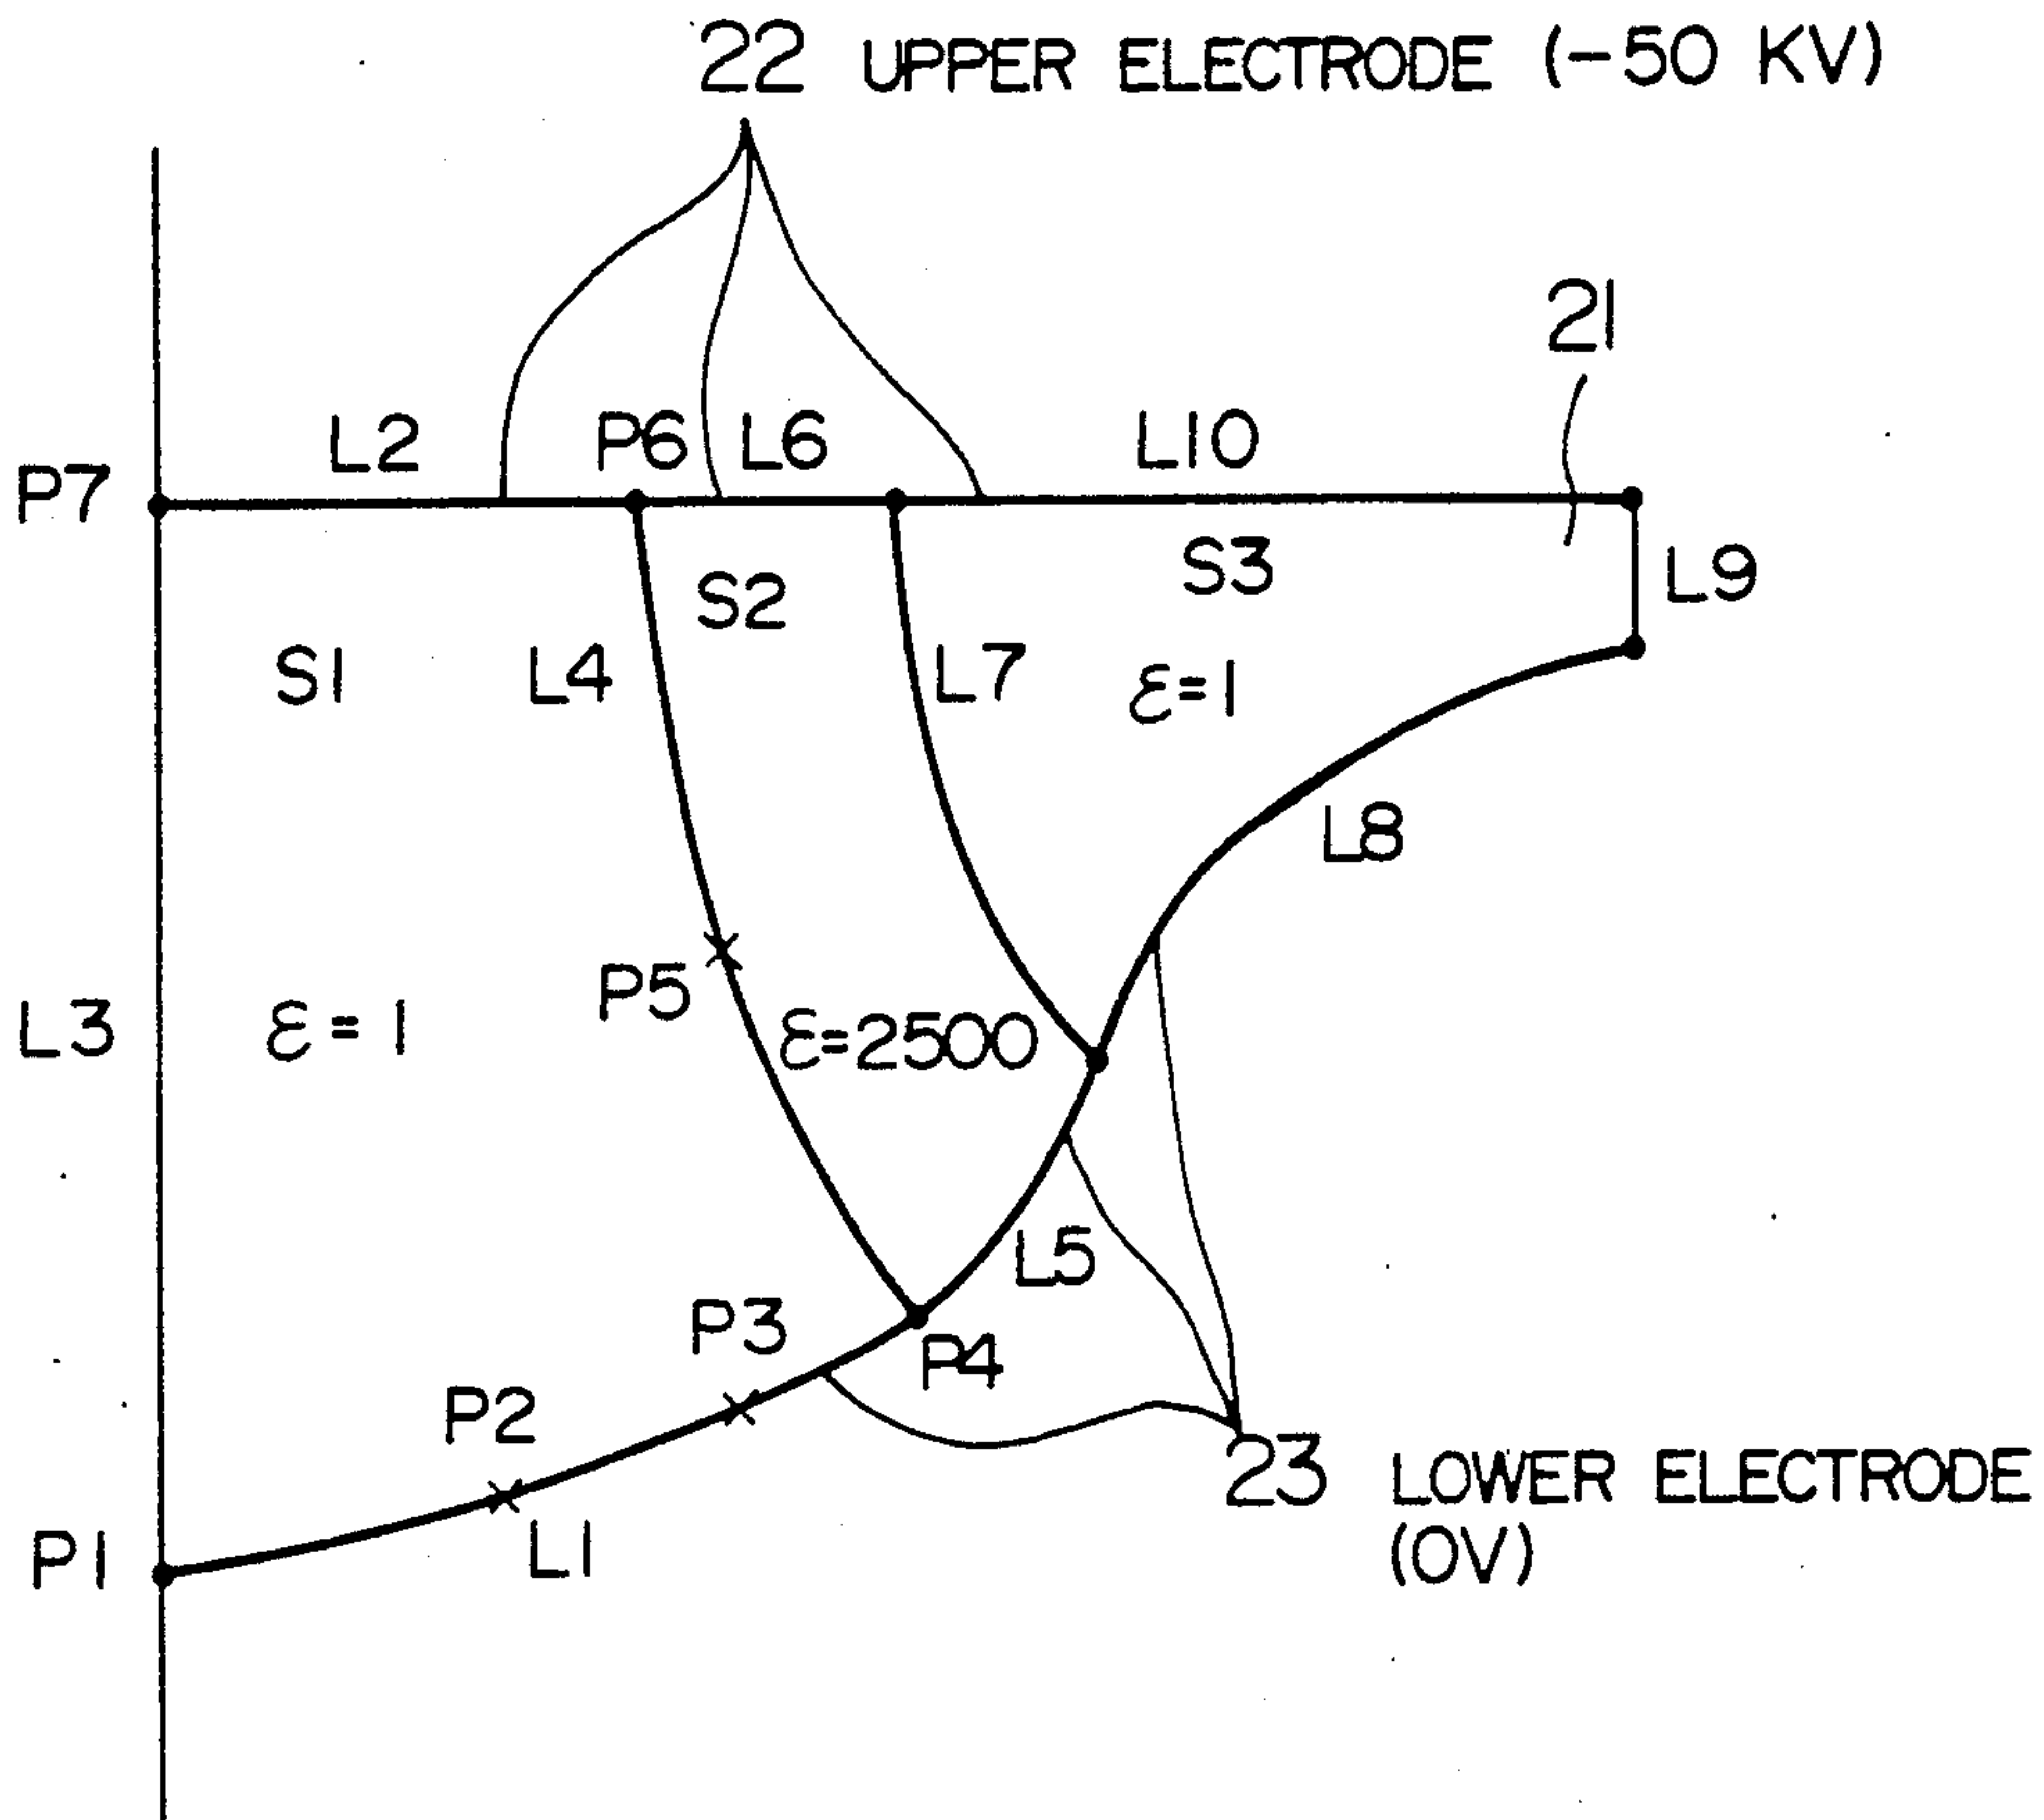 22 UPPER ELECTRODE (-50 KV)
21
L2 P6 L6 L10
P7
S3
L9
S2
S1 L4 L7 ε=1
L8
P5
L3 ε=1 ε=2500
L5
P3
P4
P2
23 LOWER ELECTRODE
(0V)
P1 L1